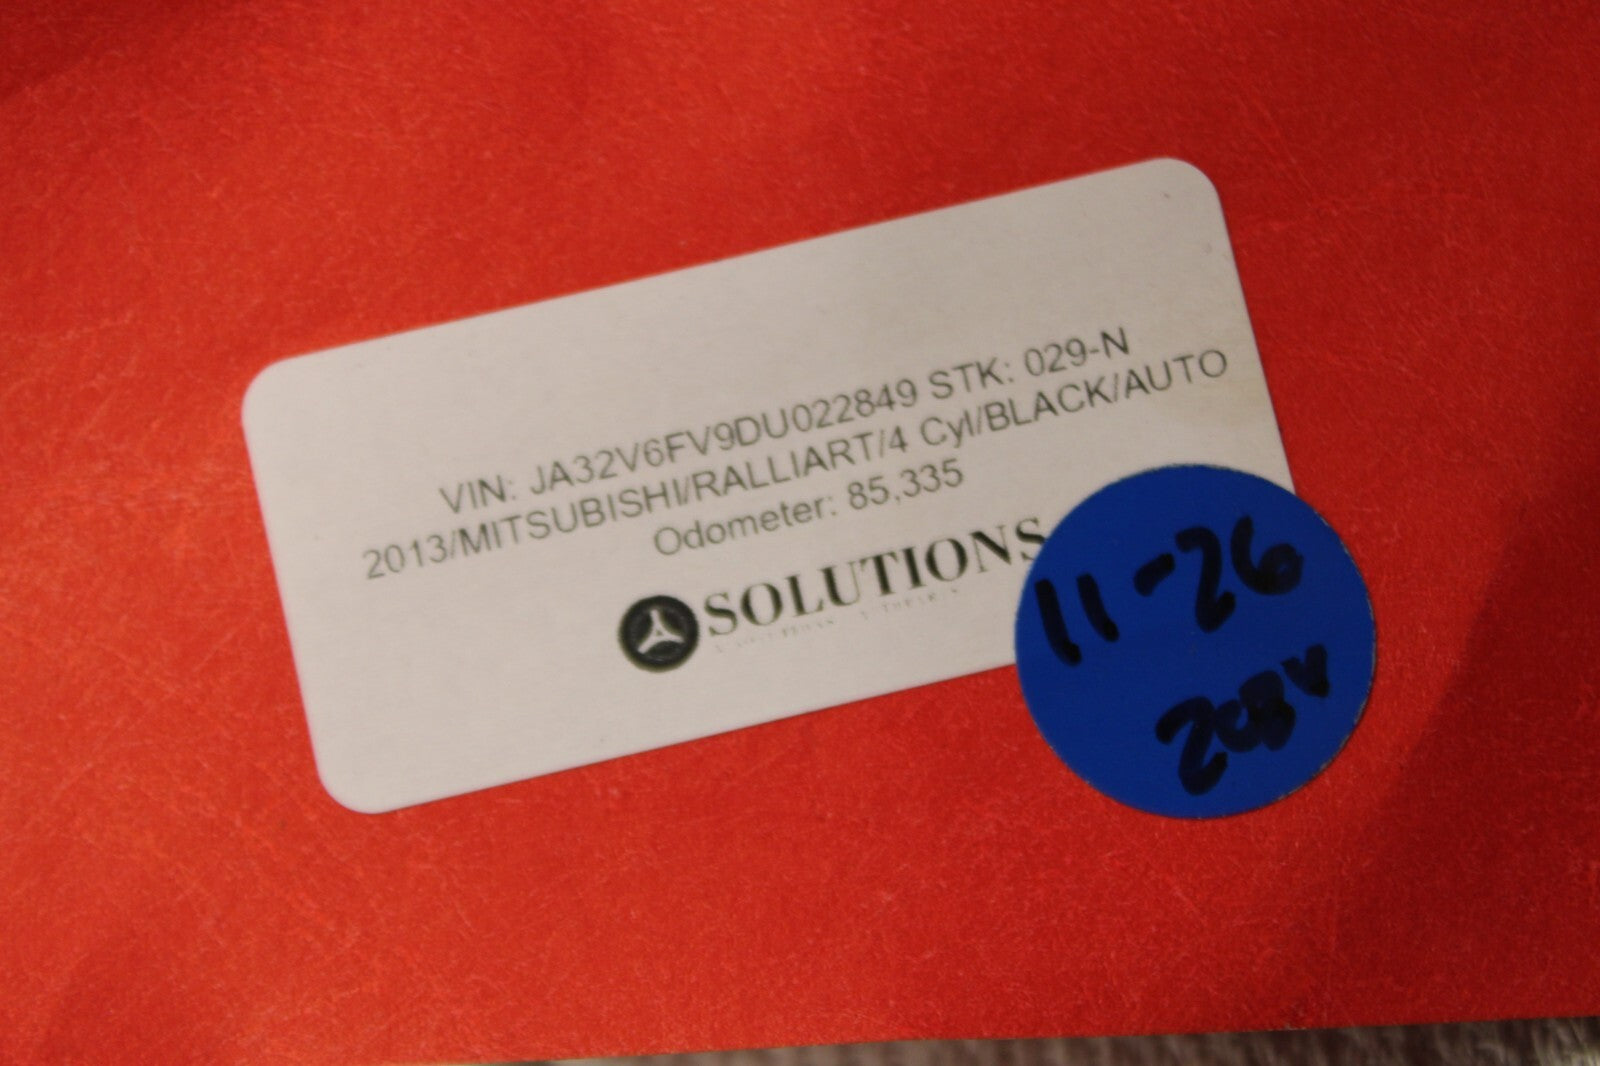 VIN: JA32V6FV9DU022849 STK: 029-N
2013/MITSUBISHI/RALLIART/4 Cyl/BLACK/AUTO
Odometer: 85,335
SOLUTIONS
11-26